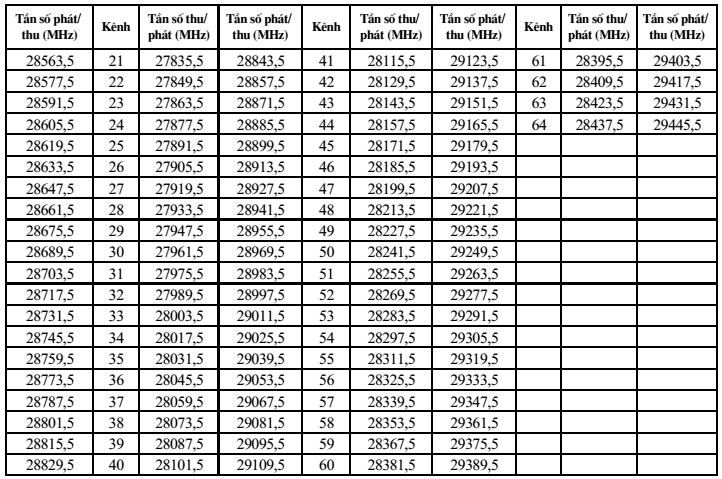 Tần số phát/ thu (MHz) Kênh Tần số thu/ phát (MHz) Tần số phát/ thu (MHz) Kênh Tần số thu/ phát (MHz) Tần số phát/ thu (MHz) Kênh Tần số thu/ phát (MHz) Tần số phát/ thu (MHz)
28563,5 21 27835,5 28843,5 41 28115,5 29123,5 61 28395,5 29403,5
28577,5 22 27849,5 28857,5 42 28129,5 29137,5 62 28409,5 29417,5
28591,5 23 27863,5 28871,5 43 28143,5 29151,5 63 28423,5 29431,5
28605,5 24 27877,5 28885,5 44 28157,5 29165,5 64 28437,5 29445,5
28619,5 25 27891,5 28899,5 45 28171,5 29179,5
28633,5 26 27905,5 28913,5 46 28185,5 29193,5
28647,5 27 27919,5 28927,5 47 28199,5 29207,5
28661,5 28 27933,5 28941,5 48 28213,5 29221,5
28675,5 29 27947,5 28955,5 49 28227,5 29235,5
28689,5 30 27961,5 28969,5 50 28241,5 29249,5
28703,5 31 27975,5 28983,5 51 28255,5 29263,5
28717,5 32 27989,5 28997,5 52 28269,5 29277,5
28731,5 33 28003,5 29011,5 53 28283,5 29291,5
28745,5 34 28017,5 29025,5 54 28297,5 29305,5
28759,5 35 28031,5 29039,5 55 28311,5 29319,5
28773,5 36 28045,5 29053,5 56 28325,5 29333,5
28787,5 37 28059,5 29067,5 57 28339,5 29347,5
28801,5 38 28073,5 29081,5 58 28353,5 29361,5
28815,5 39 28087,5 29095,5 59 28367,5 29375,5
28829,5 40 28101,5 29109,5 60 28381,5 29389,5